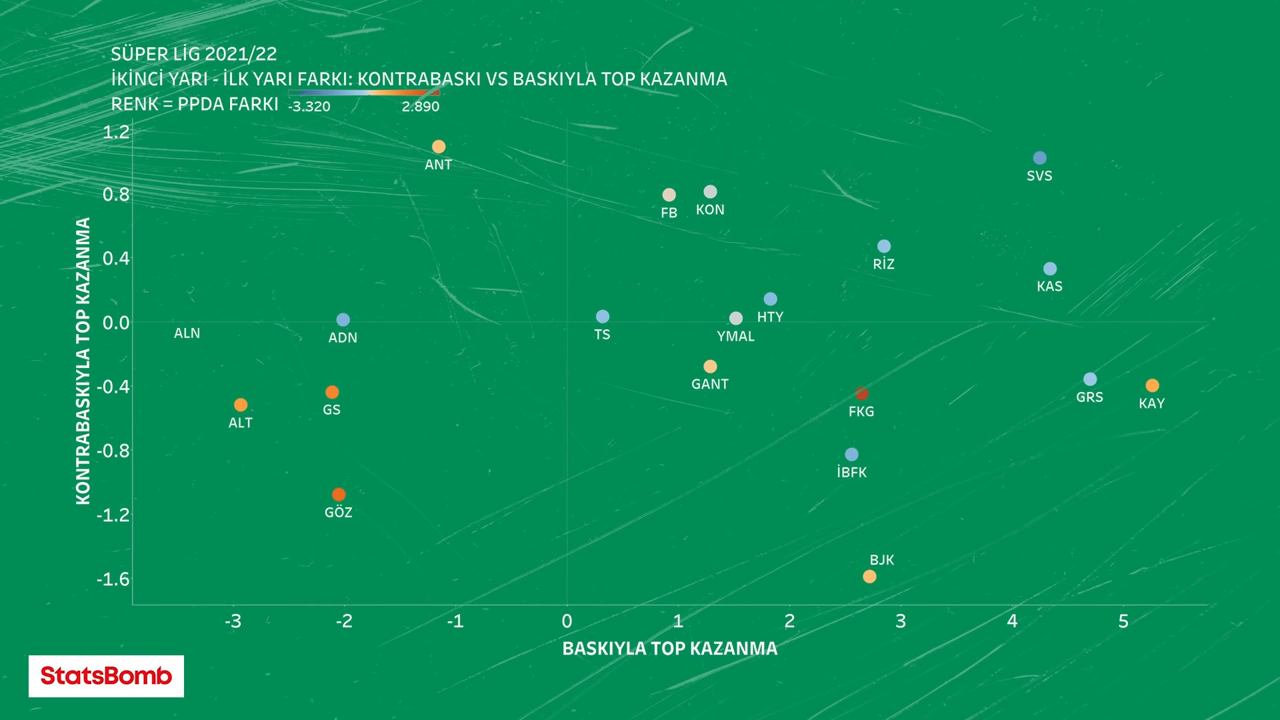 SÜPER LİG 2021/22
İKİNCİ YARI - İLK YARI FARKI: KONTRABASKI VS BASKIYLA TOP KAZANMA
RENK = PPDA FARKI -3.320 2.890
KONTRABASKIYLA TOP KAZANMA
1.2
0.8
0.4
0.0
-0.4
-0.8
-1.2
-1.6
ANT
SVS
FB
KON
RİZ
KAS
HTY
ALN
ADN
TS
YMAL
GANT
GRS
KAY
GS
FKG
ALT
İBFK
GÖZ
BJK
-3 -2 -1 0 1 2 3 4 5
BASKIYLA TOP KAZANMA
StatsBomb